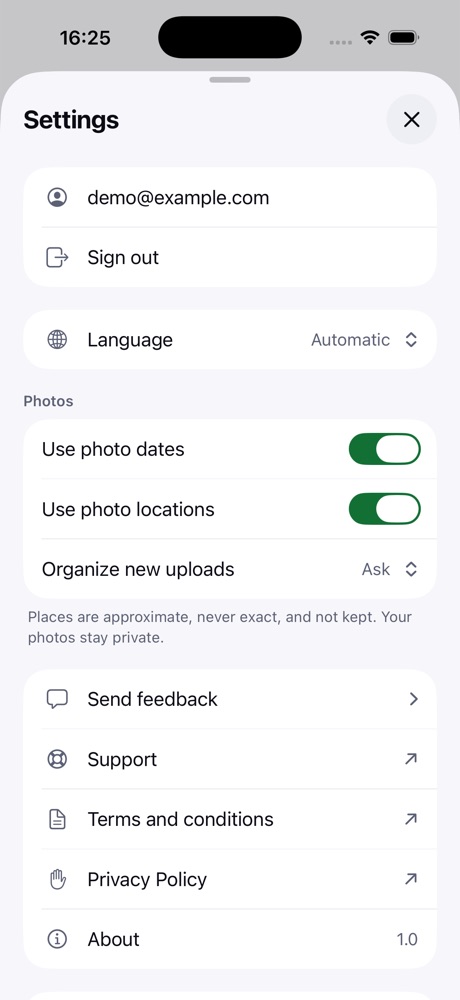 16:25
Settings
demo@example.com
Sign out
Language
Automatic
Photos
Use photo dates
Use photo locations
Organize new uploads
Ask
Places are approximate, never exact, and not kept. Your
photos stay private.
Send feedback
Support
Terms and conditions
Privacy Policy
About
1.0